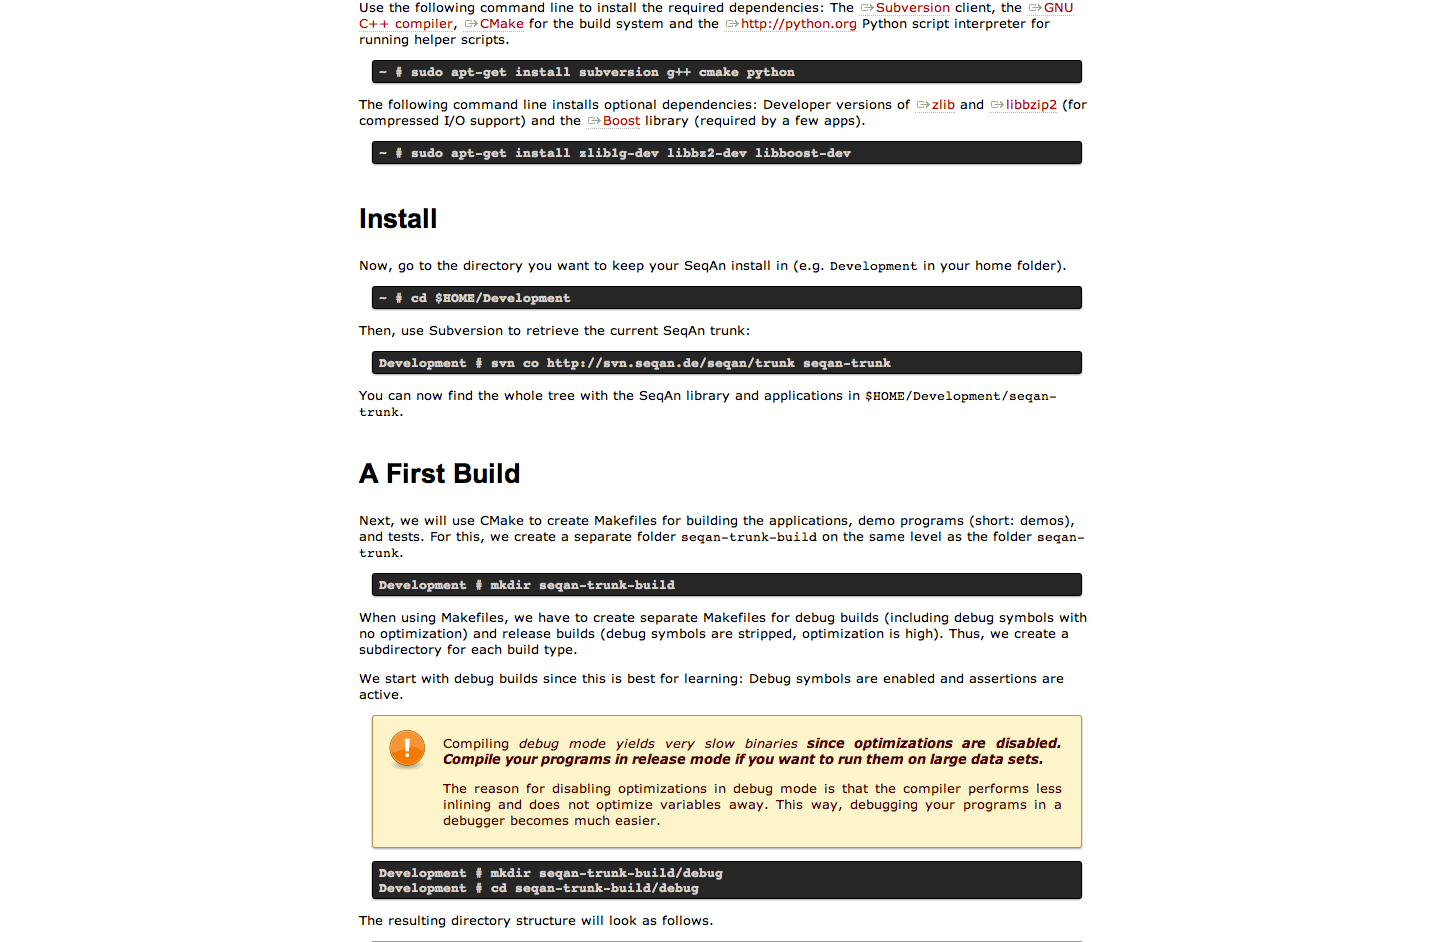 Use the following command line to install the required dependencies: The Subversion client, the GNU
C++ compiler, CMake for the build system and the http://python.org Python script interpreter for
running helper scripts.
~ # sudo apt-get install subversion g++ cmake python
The following command line installs optional dependencies: Developer versions of zlib and libbzip2 (for
compressed I/O support) and the Boost library (required by a few apps).
~ # sudo apt-get install zlib1g-dev libbz2-dev libboost-dev
Install
Now, go to the directory you want to keep your SeqAn install in (e.g. Development in your home folder).
~ # cd $HOME/Development
Then, use Subversion to retrieve the current SeqAn trunk:
Development # svn co http://svn.seqan.de/seqan/trunk seqan-trunk
You can now find the whole tree with the SeqAn library and applications in $HOME/Development/seqan-
trunk.
A First Build
Next, we will use CMake to create Makefiles for building the applications, demo programs (short: demos),
and tests. For this, we create a separate folder seqan-trunk-build on the same level as the folder seqan-
trunk.
Development # mkdir seqan-trunk-build
When using Makefiles, we have to create separate Makefiles for debug builds (including debug symbols with
no optimization) and release builds (debug symbols are stripped, optimization is high). Thus, we create a
subdirectory for each build type.
We start with debug builds since this is best for learning: Debug symbols are enabled and assertions are
active.
Compiling debug mode yields very slow binaries since optimizations are disabled.
Compile your programs in release mode if you want to run them on large data sets.
The reason for disabling optimizations in debug mode is that the compiler performs less
inlining and does not optimize variables away. This way, debugging your programs in a
debugger becomes much easier.
Development # mkdir seqan-trunk-build/debug
Development # cd seqan-trunk-build/debug
The resulting directory structure will look as follows.